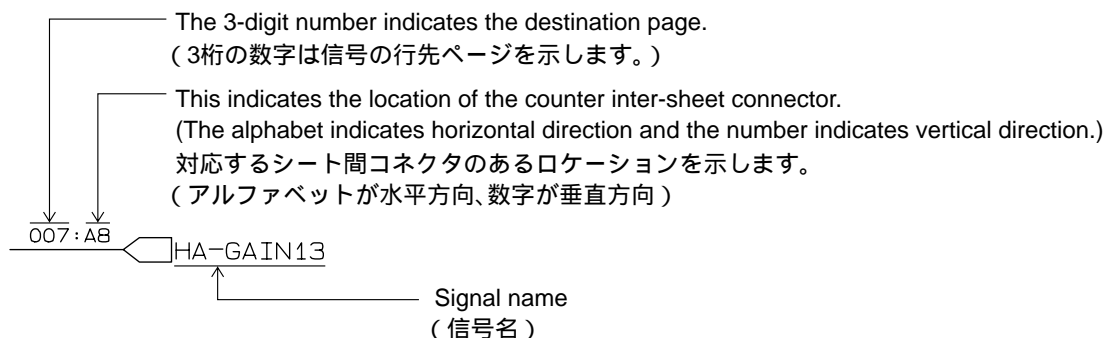 The 3-digit number indicates the destination page.
( 3桁の数字は信号の行先ページを示します。)
This indicates the location of the counter inter-sheet connector.
(The alphabet indicates horizontal direction and the number indicates vertical direction.)
対応するシート間コネクタのあるロケーションを示します。
( アルファベットが水平方向、数字が垂直方向 )
007:A8
HA-GAIN13
Signal name
( 信号名 )